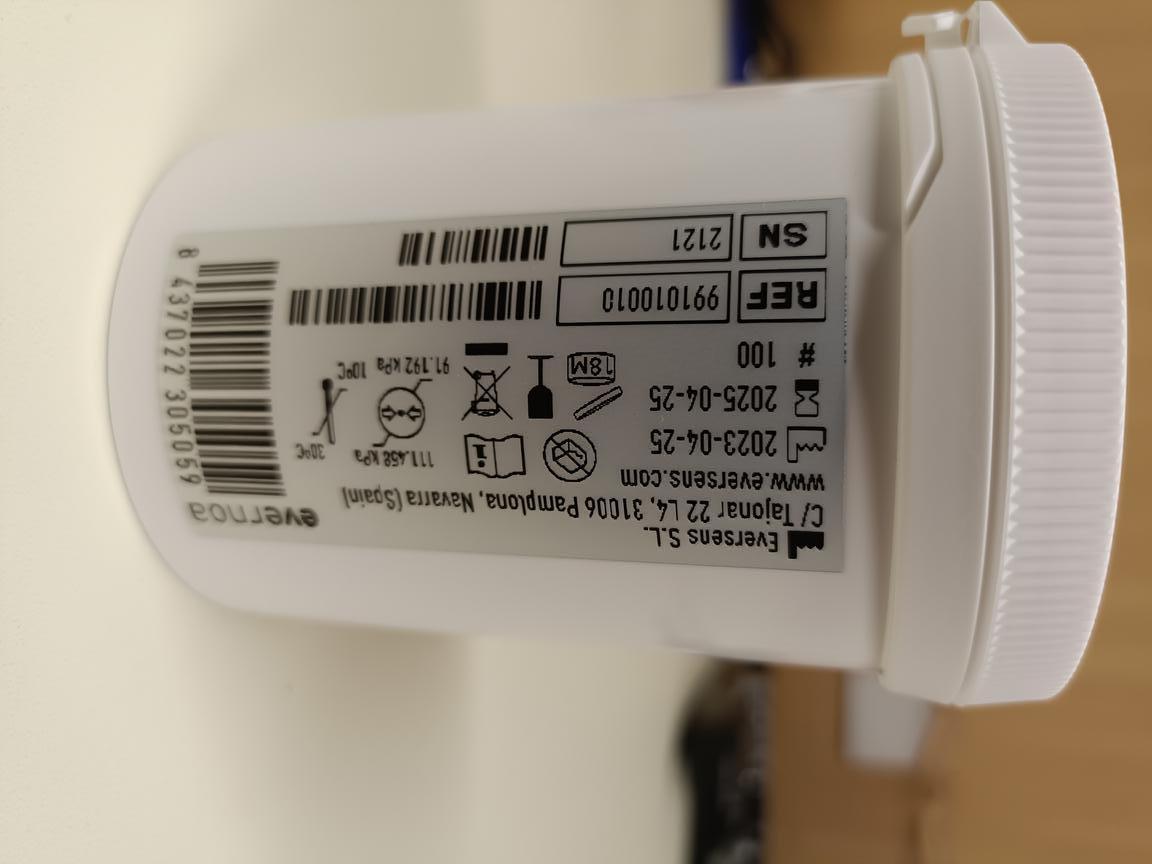 Eversens S.L.
C/ Tajonar 22 L4, 31006 Pamplona, Navarra (Spain)
www.eversens.com
2023-04-25
2025-04-25
# 100
i
18M
111.458 kPa
91.192 kPa
30ºC
10ºC
REF 991010010
SN 2121
evernoa
8 437022 305059